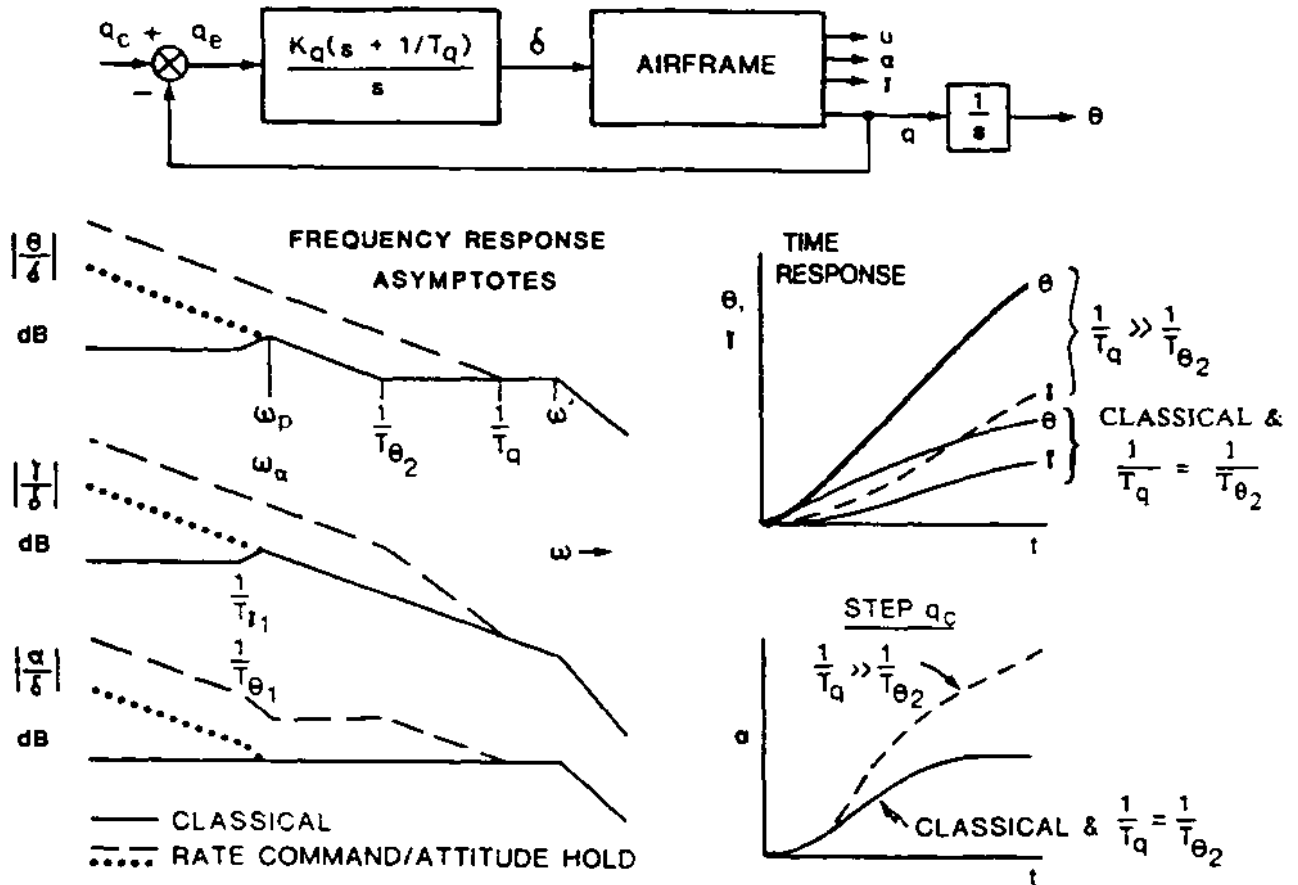 q_c + q_e
−
K_q(s + 1/T_q)
s
δ
AIRFRAME
u
α
γ
q
1
s
θ
FREQUENCY RESPONSE
ASYMPTOTES
|θ/δ|
dB
ω_p
1/T_θ2
1/T_q
ω'
ω_α
|γ/δ|
dB
ω →
1/T_γ1
1/T_θ1
|α/δ|
dB
CLASSICAL
RATE COMMAND/ATTITUDE HOLD
TIME
RESPONSE
θ,
γ
θ
1/T_q >> 1/T_θ2
γ
θ
CLASSICAL &
γ
1/T_q = 1/T_θ2
t
STEP q_c
1/T_q >> 1/T_θ2
α
CLASSICAL & 1/T_q = 1/T_θ2
t